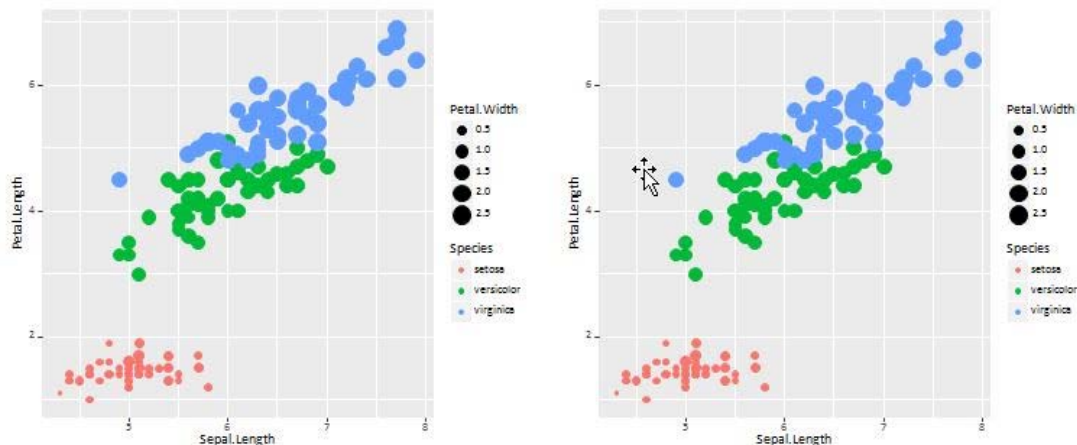 Petal.Length
6
4
2
5
6
7
8
Sepal.Length
Petal.Width
0.5
1.0
1.5
2.0
2.5
Species
setosa
versicolor
virginica
Petal.Length
6
4
2
5
6
7
8
Sepal.Length
Petal.Width
0.5
1.0
1.5
2.0
2.5
Species
setosa
versicolor
virginica